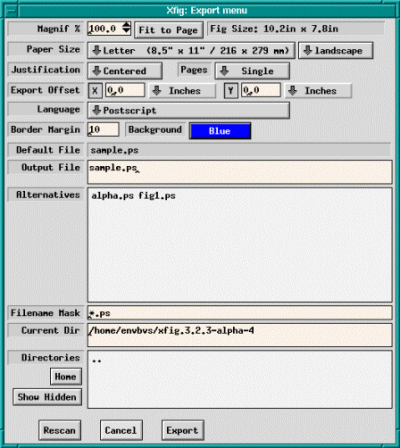 Xfig: Export menu
Magnif % 100.0 Fit to Page Fig Size: 10.2in x 7.8in
Paper Size Letter (8.5" x 11" / 216 x 279 mm) landscape
Justification Centered Pages Single
Export Offset X 0.0 Inches Y 0.0 Inches
Language Postscript
Border Margin 10 Background Blue
Default File sample.ps
Output File sample.ps
Alternatives alpha.ps fig1.ps
Filename Mask *.ps
Current Dir /home/envbvs/xfig.3.2.3-alpha-4
Directories ..
Home
Show Hidden
Rescan Cancel Export